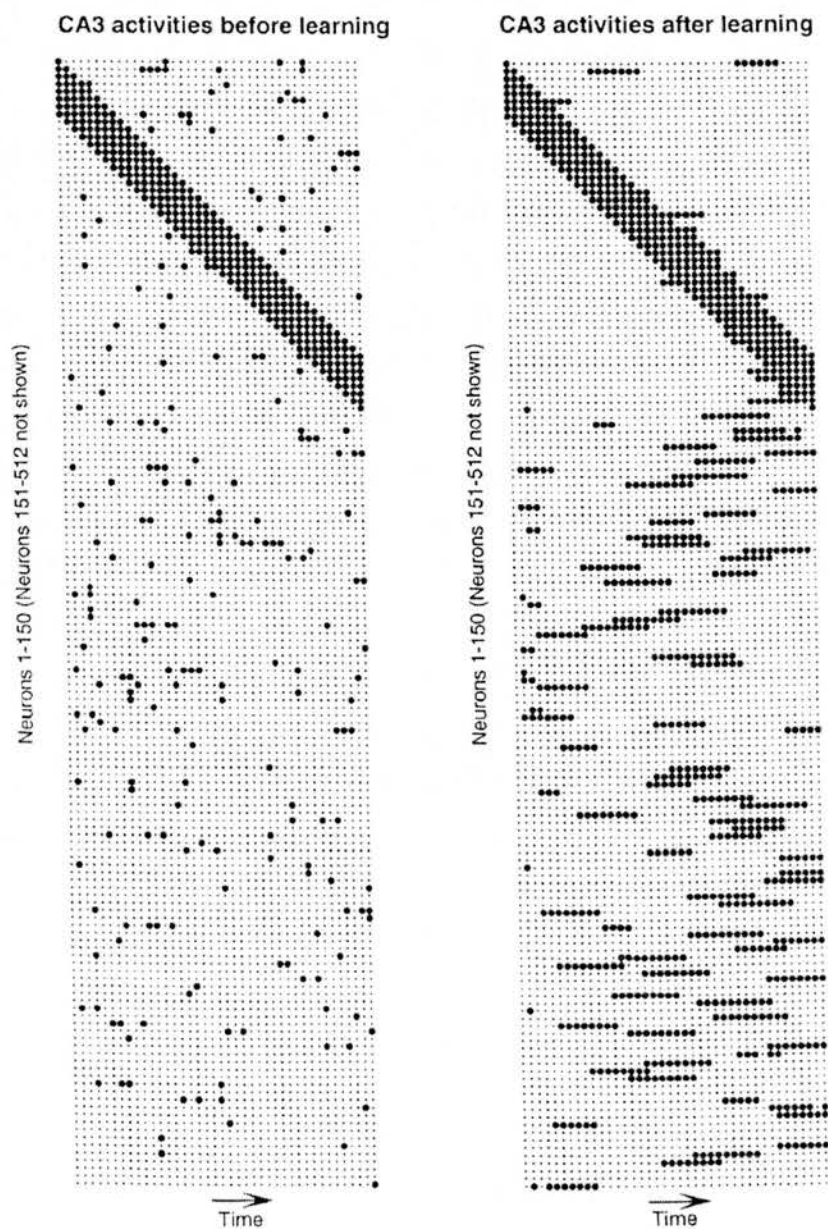 CA3 activities before learning
CA3 activities after learning
Neurons 1-150 (Neurons 151-512 not shown)
Neurons 1-150 (Neurons 151-512 not shown)
Time
Time